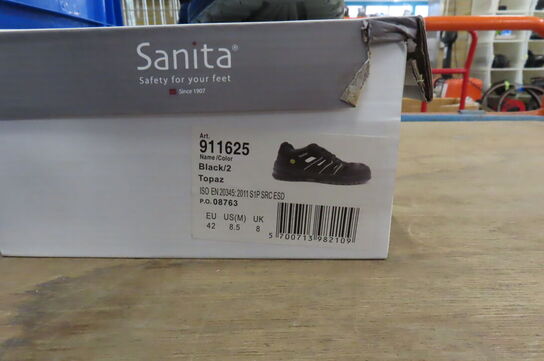 Sanita®
Safety for your feet
Since 1907
Art.
911625
Name/Color
Black/2
Topaz
ISO EN 20345: 2011 S1P SRC ESD
P.O. 08763
EU US(M) UK
42 8.5 8
5 700713 982109